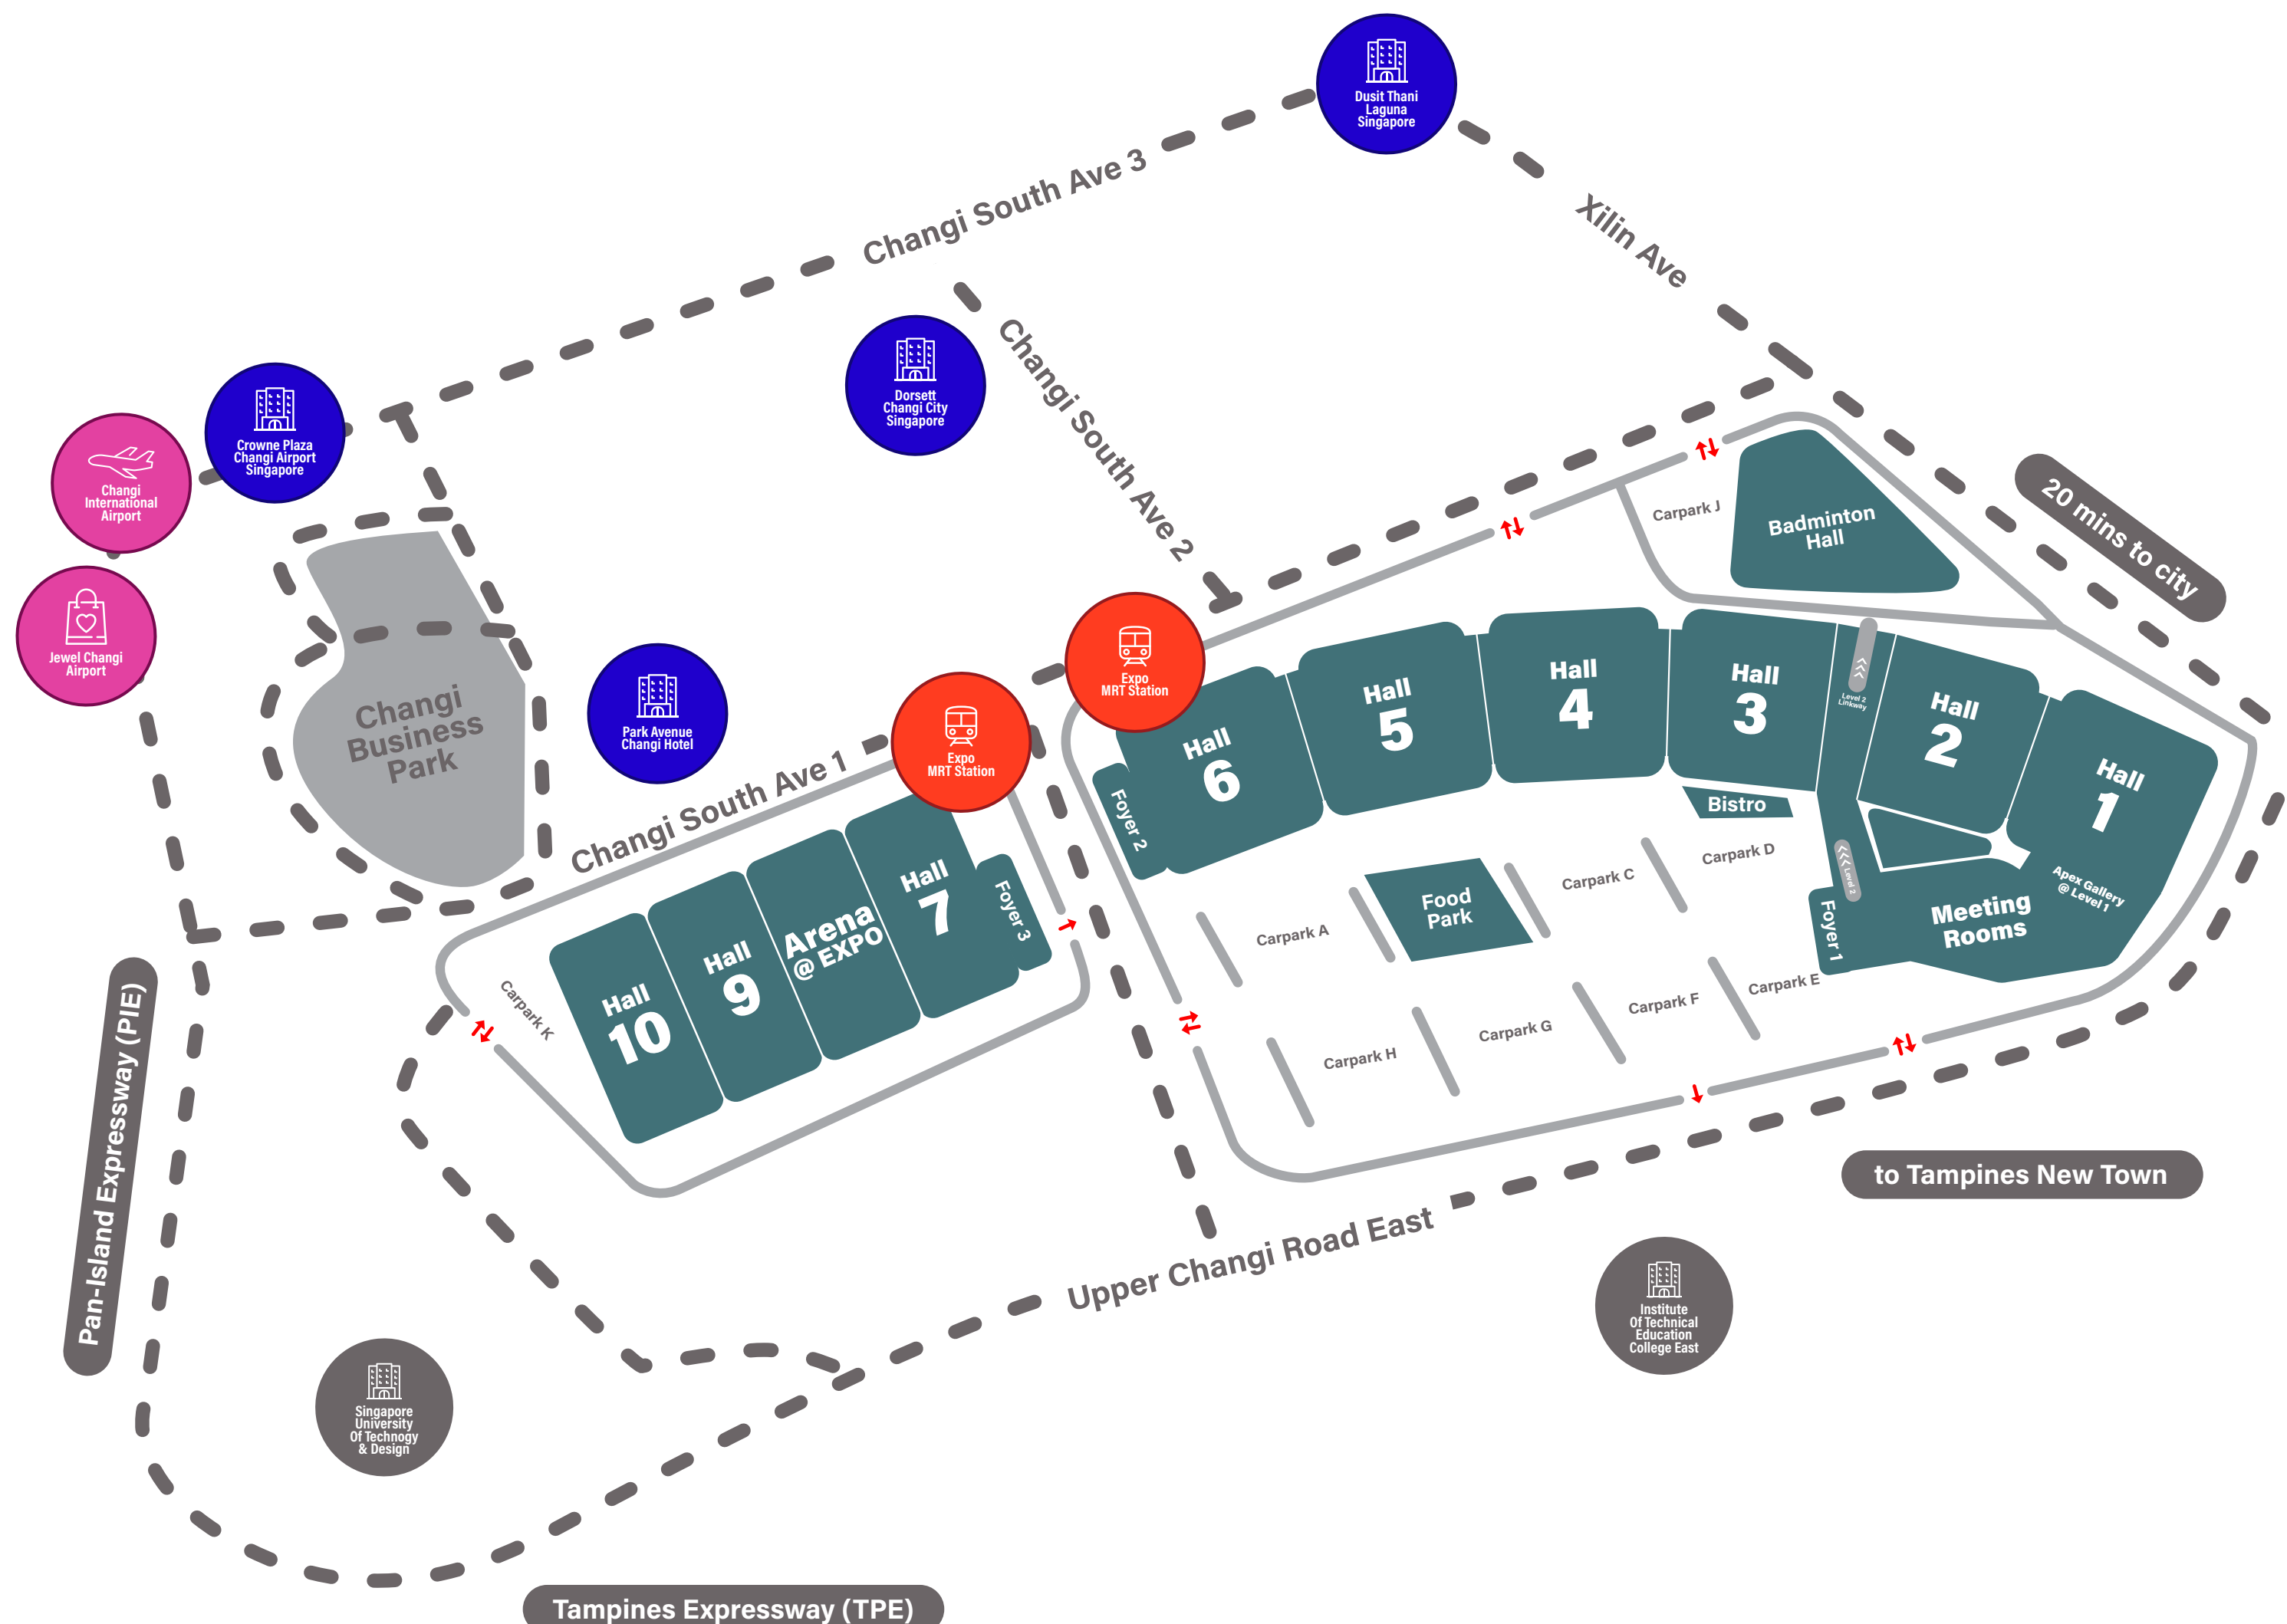 Dusit Thani
Laguna
Singapore
Changi South Ave 3
Xilin Ave
Dorsett
Changi City
Singapore
Changi South Ave 2
Crowne Plaza
Changi Airport
Singapore
Changi
International
Airport
Jewel Changi
Airport
20 mins to city
Carpark J
Badminton
Hall
Changi
Business
Park
Park Avenue
Changi Hotel
Expo
MRT Station
Expo
MRT Station
Changi South Ave 1
Hall
6
Hall
5
Hall
4
Hall
3
Level 2
Linkway
Hall
2
Hall
1
Foyer 2
Bistro
Carpark D
Carpark C
Level 2
Apex Gallery
@ Level 1
Food
Park
Carpark A
Meeting
Rooms
Foyer 1
Hall
7
Foyer 3
Arena
@ EXPO
Hall
9
Hall
10
Carpark K
Carpark E
Carpark F
Carpark G
Carpark H
Pan-Island Expressway (PIE)
to Tampines New Town
Upper Changi Road East
Institute
Of Technical
Education
College East
Singapore
University
Of Technogy
& Design
Tampines Expressway (TPE)